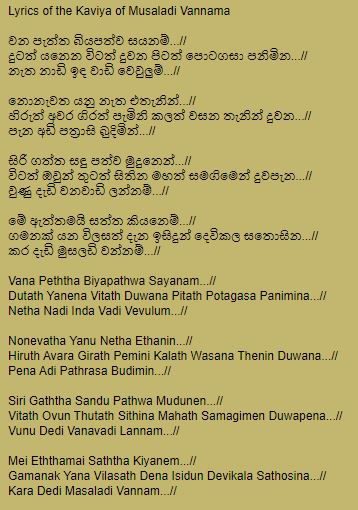 Lyrics of the Kaviya of Musaladi Vannama
වන පැත්ත බියපත්ව සයනම්...//
දුටත් යනෙන විටත් දුවන පිටත් පොටගසා පනිමින...//
නැත නාඩි ඉඳ වාඩි වෙවුලුම්...//
නොනැවත යනු නැත එතැනින්...//
හිරුත් අවර ගිරත් පැමිනි කලත් වසන තැනින් දුවන...//
පැන අඩි පත්‍රාසි බුදිමින්...//
සිරි ගත්ත සඳු පත්ව මුදුනෙන්...//
විටත් ඔවුන් තුටත් සිතින මහත් සමගිමෙන් දුවපැන...//
වුණු දැඩි වනවාඩි ලන්නම්...//
මේ ඇත්තමයි සත්ත කියනෙම්...//
ගමනක් යන විලසත් දැන ඉසිදුන් දෙවිකල සතොසින...//
කර දැඩි මුසලඩි වන්නම්...//
Vana Peththa Biyapathwa Sayanam...//
Dutath Yanena Vitath Duwana Pitath Potagasa Panimina...//
Netha Nadi Inda Vadi Vevulum...//
Nonevatha Yanu Netha Ethanin...//
Hiruth Avara Girath Pemini Kalath Wasana Thenin Duwana...//
Pena Adi Pathrasa Budimin...//
Siri Gaththa Sandu Pathwa Mudunen...//
Vitath Ovun Thutath Sithina Mahath Samagimen Duwapena...//
Vunu Dedi Vanavadi Lannam...//
Mei Eththamai Saththa Kiyanem...//
Gamanak Yana Vilasath Dena Isidun Devikala Sathosina...//
Kara Dedi Masaladi Vannam...//